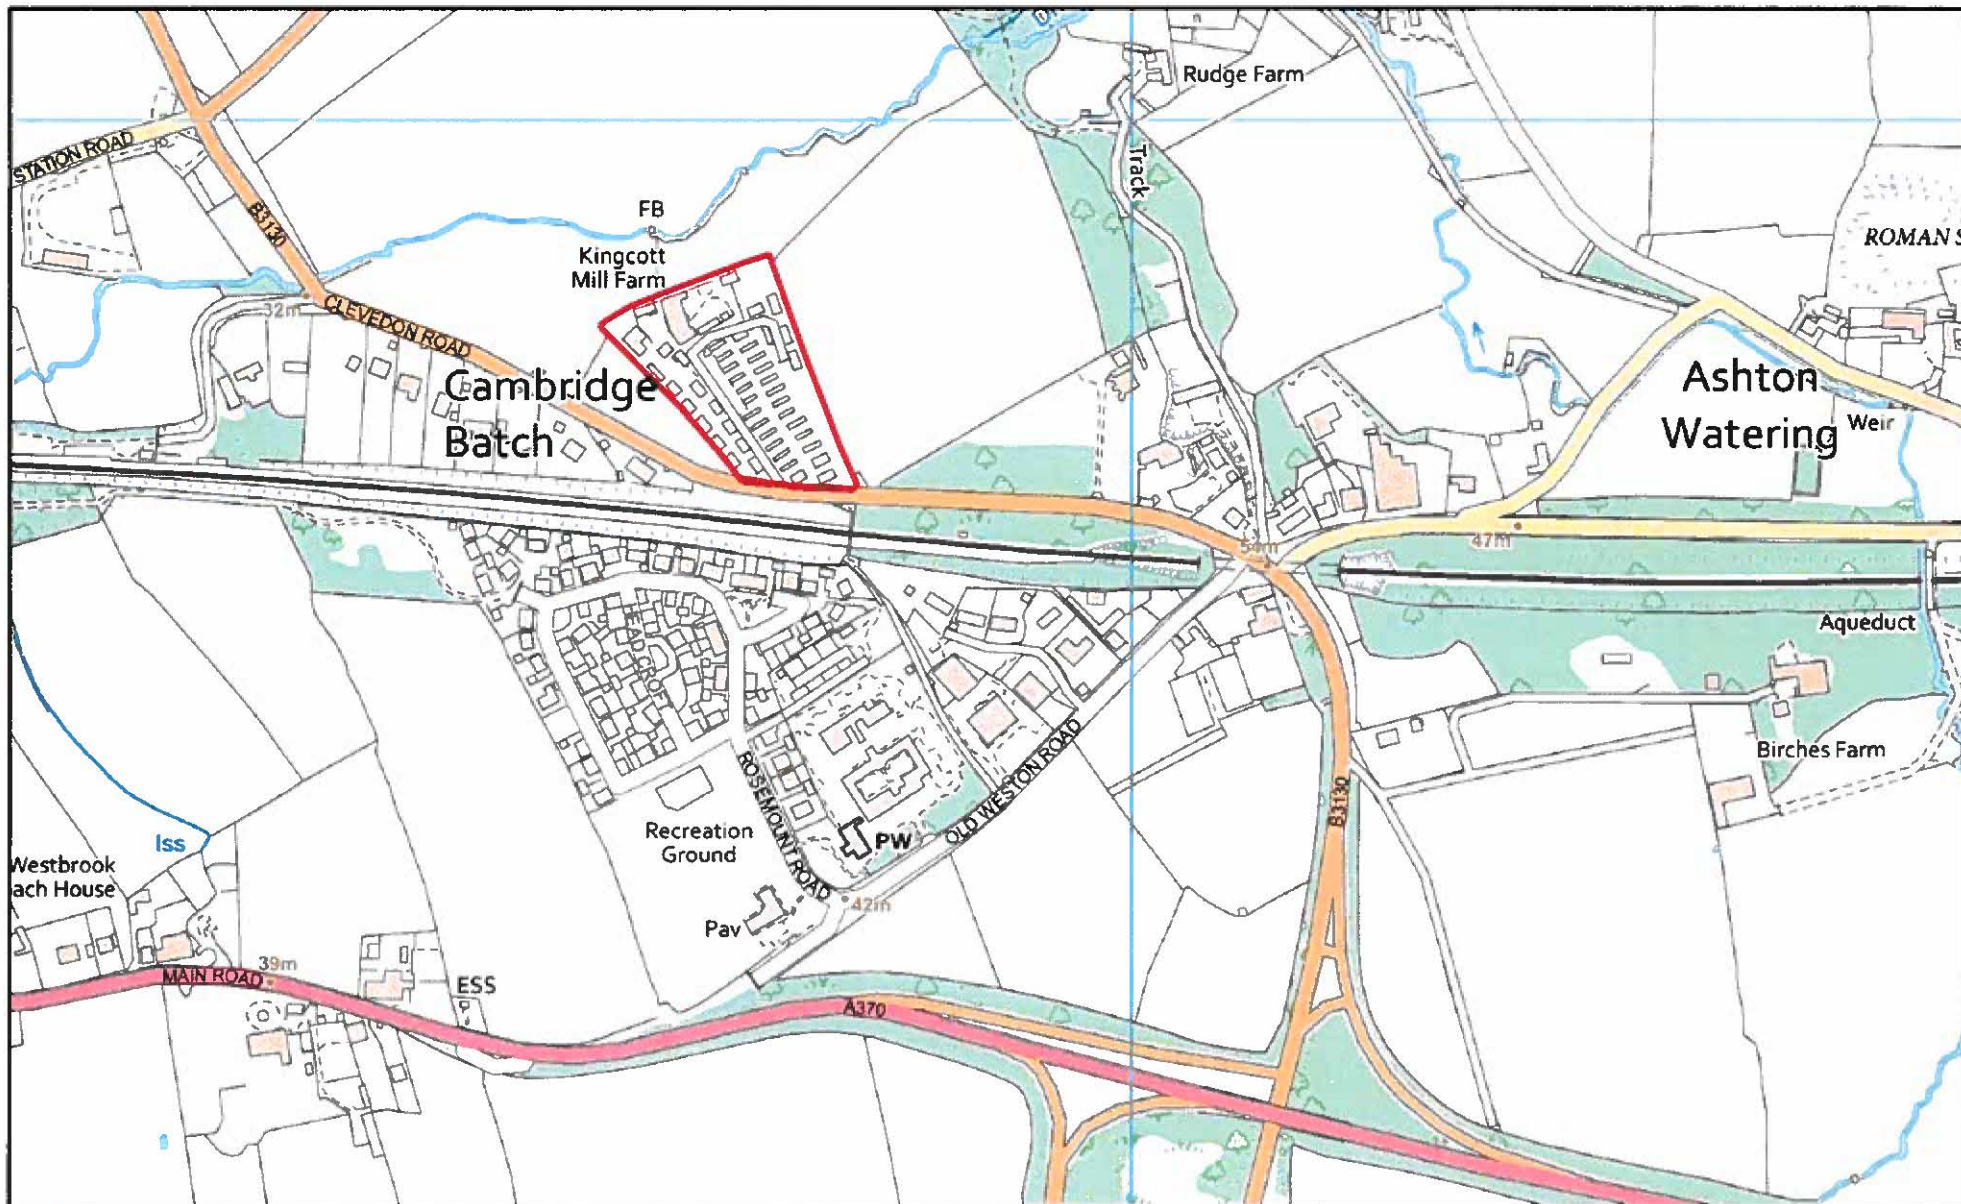 Rudge Farm
STATION ROAD
Track
B3130
FB
Kingcott
Mill Farm
ROMAN S
32m
CLEVEDON ROAD
Cambridge
Batch
Ashton
Watering
Weir
54m
47m
Aqueduct
Birches Farm
ROSEMOUNT ROAD
OLD WESTON ROAD
B3130
Recreation
Ground
PW
Iss
Westbrook
ach House
42m
Pav
39m
MAIN ROAD
ESS
A370